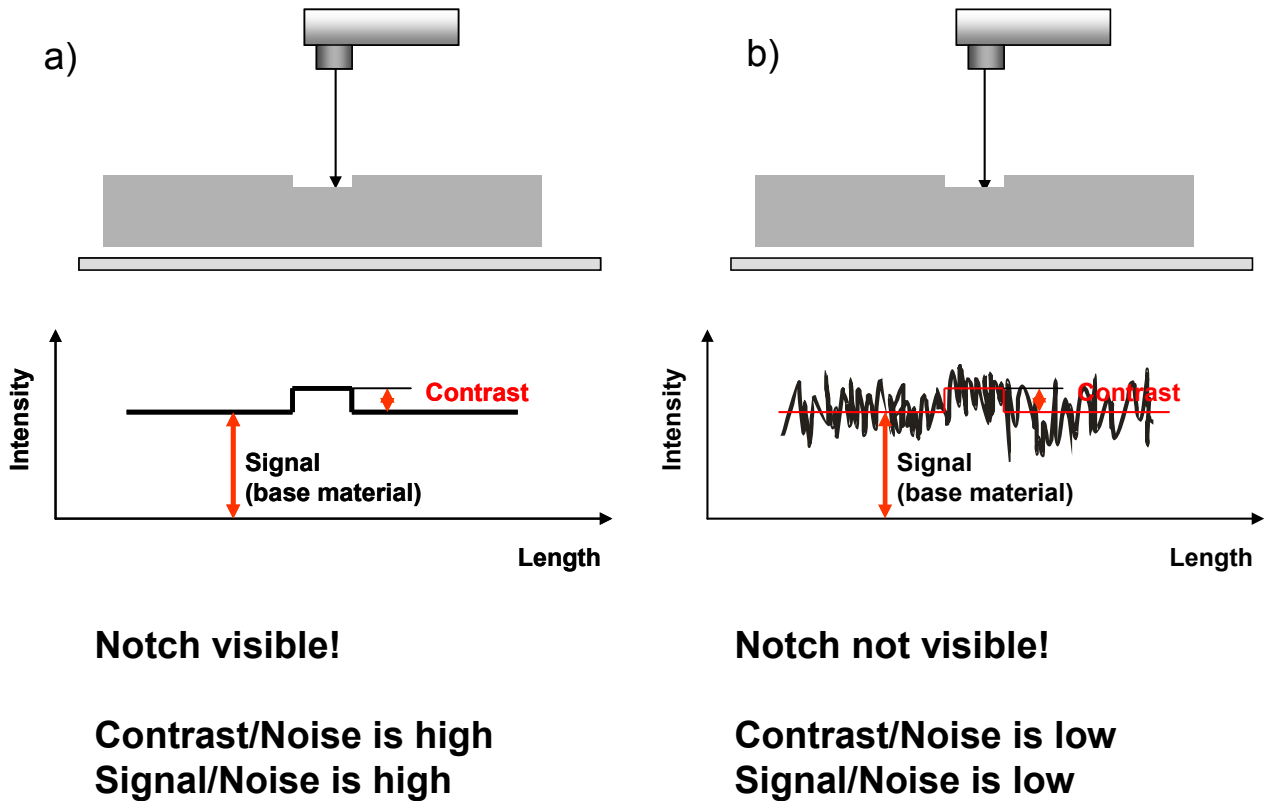 a)
Intensity
Contrast
Signal
(base material)
Length
Notch visible!
Contrast/Noise is high
Signal/Noise is high
b)
Intensity
Contrast
Signal
(base material)
Length
Notch not visible!
Contrast/Noise is low
Signal/Noise is low